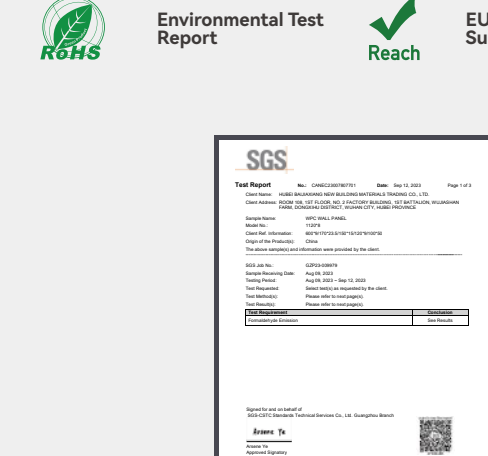 RoHS
Environmental Test
Report
Reach
EU
Su
SGS
Test Report No.: CANEC23007807701 Date: Sep 12, 2023 Page 1 of 3
Client Name: HUBEI BAIJIAXIANG NEW BUILDING MATERIALS TRADING CO., LTD.
Client Address: ROOM 108, 1ST FLOOR, NO. 2 FACTORY BUILDING, 1ST BATTALION, WUJIASHAN
FARM, DONGXIHU DISTRICT, WUHAN CITY, HUBEI PROVINCE
Sample Name: WPC WALL PANEL
Model No.: 1120*8
Client Ref. Information:
Origin of the Product(s): China
The above sample(s) and information were provided by the client.
SGS Job No.: GZP23-039979
Sample Receiving Date: Aug 09, 2023
Testing Period: Aug 09, 2023 ~ Sep 12, 2023
Test Requested: Select test(s) as requested by the client.
Test Method(s): Please refer to next page(s).
Test Result(s): Please refer to next page(s).
Test Requirement Conclusion
Formaldehyde Emission See Results
Signed for and on behalf of
SGS-CSTC Standards Technical Services Co., Ltd. Guangzhou Branch
Arsene Ye
Arsene Ye
Approved Signatory